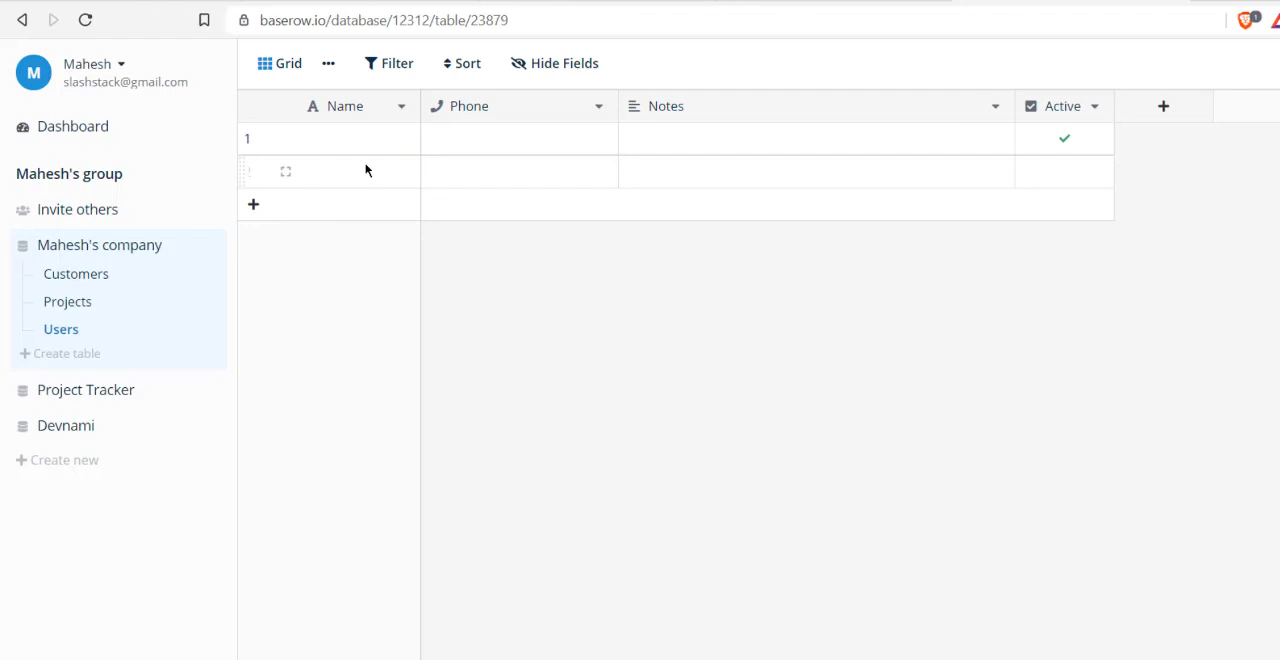 baserow.io/database/12312/table/23879
1
M
Mahesh
slashstack@gmail.com
Dashboard
Mahesh's group
Invite others
Mahesh's company
Customers
Projects
Users
+ Create table
Project Tracker
Devnami
+ Create new
Grid ••• Filter Sort Hide Fields
A Name Phone Notes Active +
1
+